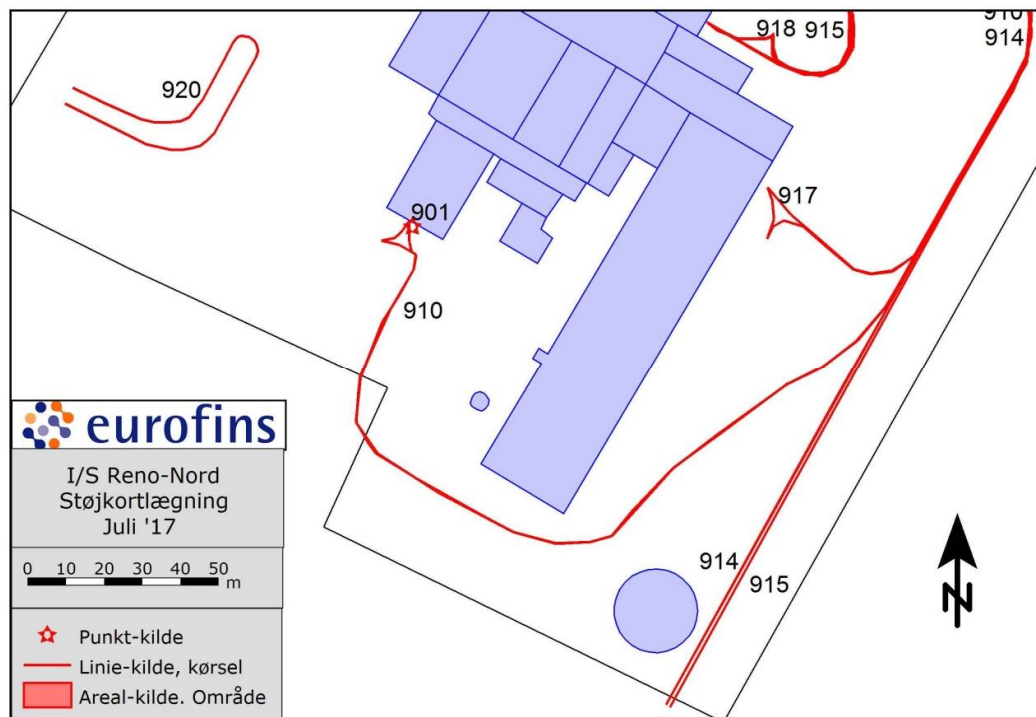 918
915
910
914
920
901
917
910
914
915
eurofins
I/S Reno-Nord
Støjkortlægning
Juli '17
0 10 20 30 40 50
m
Punkt-kilde
Linie-kilde, kørsel
Areal-kilde. Område
N